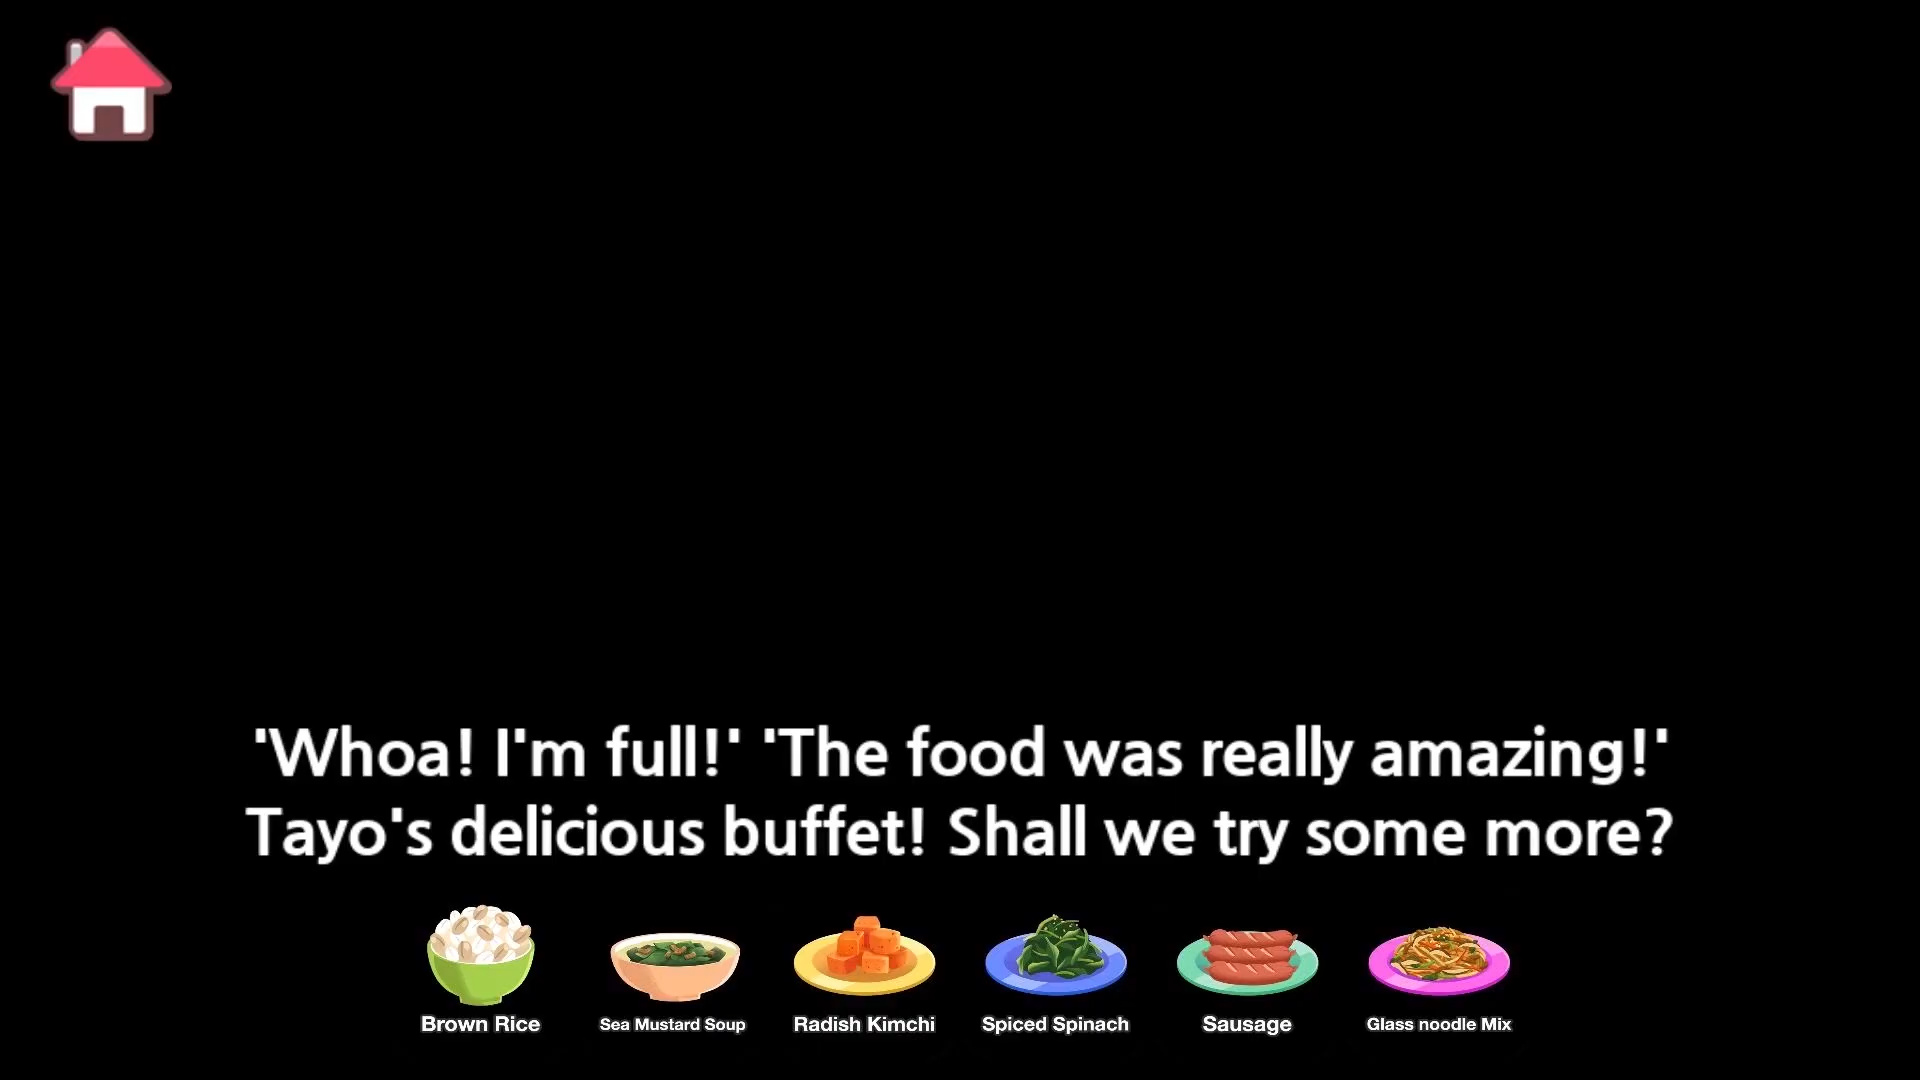 'Whoa! I'm full!' 'The food was really amazing!'
Tayo's delicious buffet! Shall we try some more?
Brown Rice
Sea Mustard Soup
Radish Kimchi
Spiced Spinach
Sausage
Glass noodle Mix